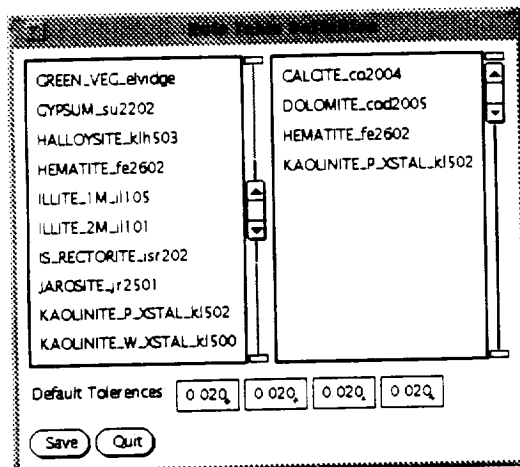 GREEN_VEG_elvidge
GYPSUM_su2202
HALLOYSITE_klh503
HEMATITE_fe2602
ILLITE_1M_il105
ILLITE_2M_il101
IS_RECTORITE_isr202
JAROSITE_jr2501
KAOLINITE_P_XSTAL_kl502
KAOLINITE_W_XSTAL_kl500
CALCITE_co2004
DOLOMITE_cod2005
HEMATITE_fe2602
KAOLINITE_P_XSTAL_kl502
Default Tolerences 0.020 0.020 0.020 0.020
Save Quit